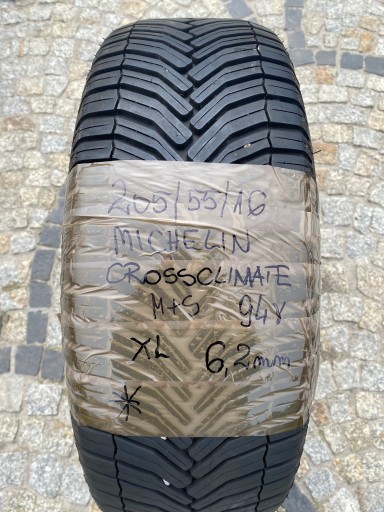 205/55/16
MICHELIN
CROSSCLIMATE
M+S 94V
XL 6,2mm
*